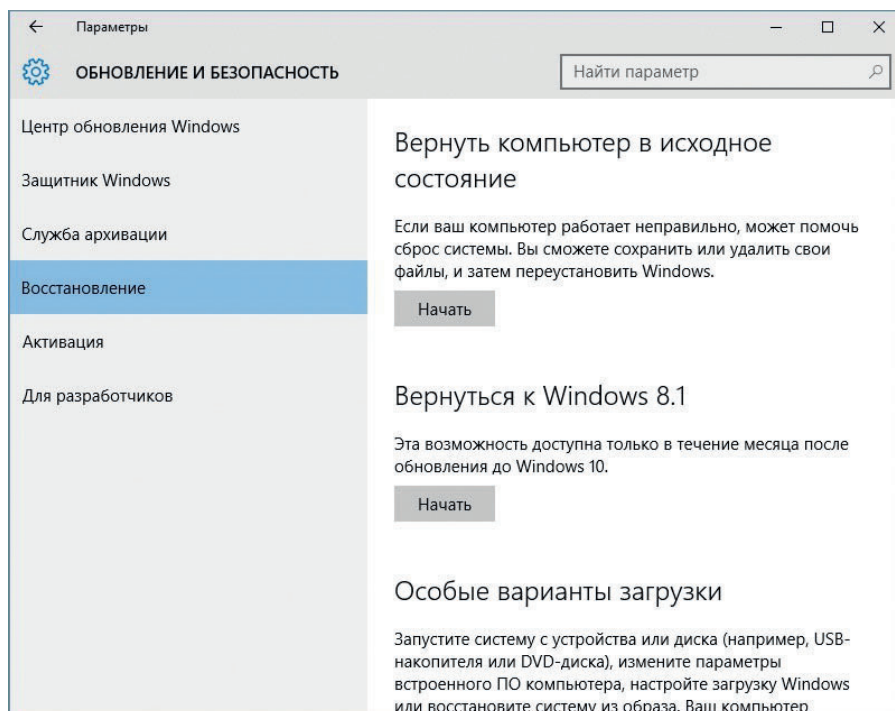 Параметры
ОБНОВЛЕНИЕ И БЕЗОПАСНОСТЬ
Найти параметр
Центр обновления Windows
Защитник Windows
Служба архивации
Восстановление
Активация
Для разработчиков
Вернуть компьютер в исходное
состояние
Если ваш компьютер работает неправильно, может помочь
сброс системы. Вы сможете сохранить или удалить свои
файлы, и затем переустановить Windows.
Начать
Вернуться к Windows 8.1
Эта возможность доступна только в течение месяца после
обновления до Windows 10.
Начать
Особые варианты загрузки
Запустите систему с устройства или диска (например, USB-
накопителя или DVD-диска), измените параметры
встроенного ПО компьютера, настройте загрузку Windows
или восстановите систему из образа. Ваш компьютер